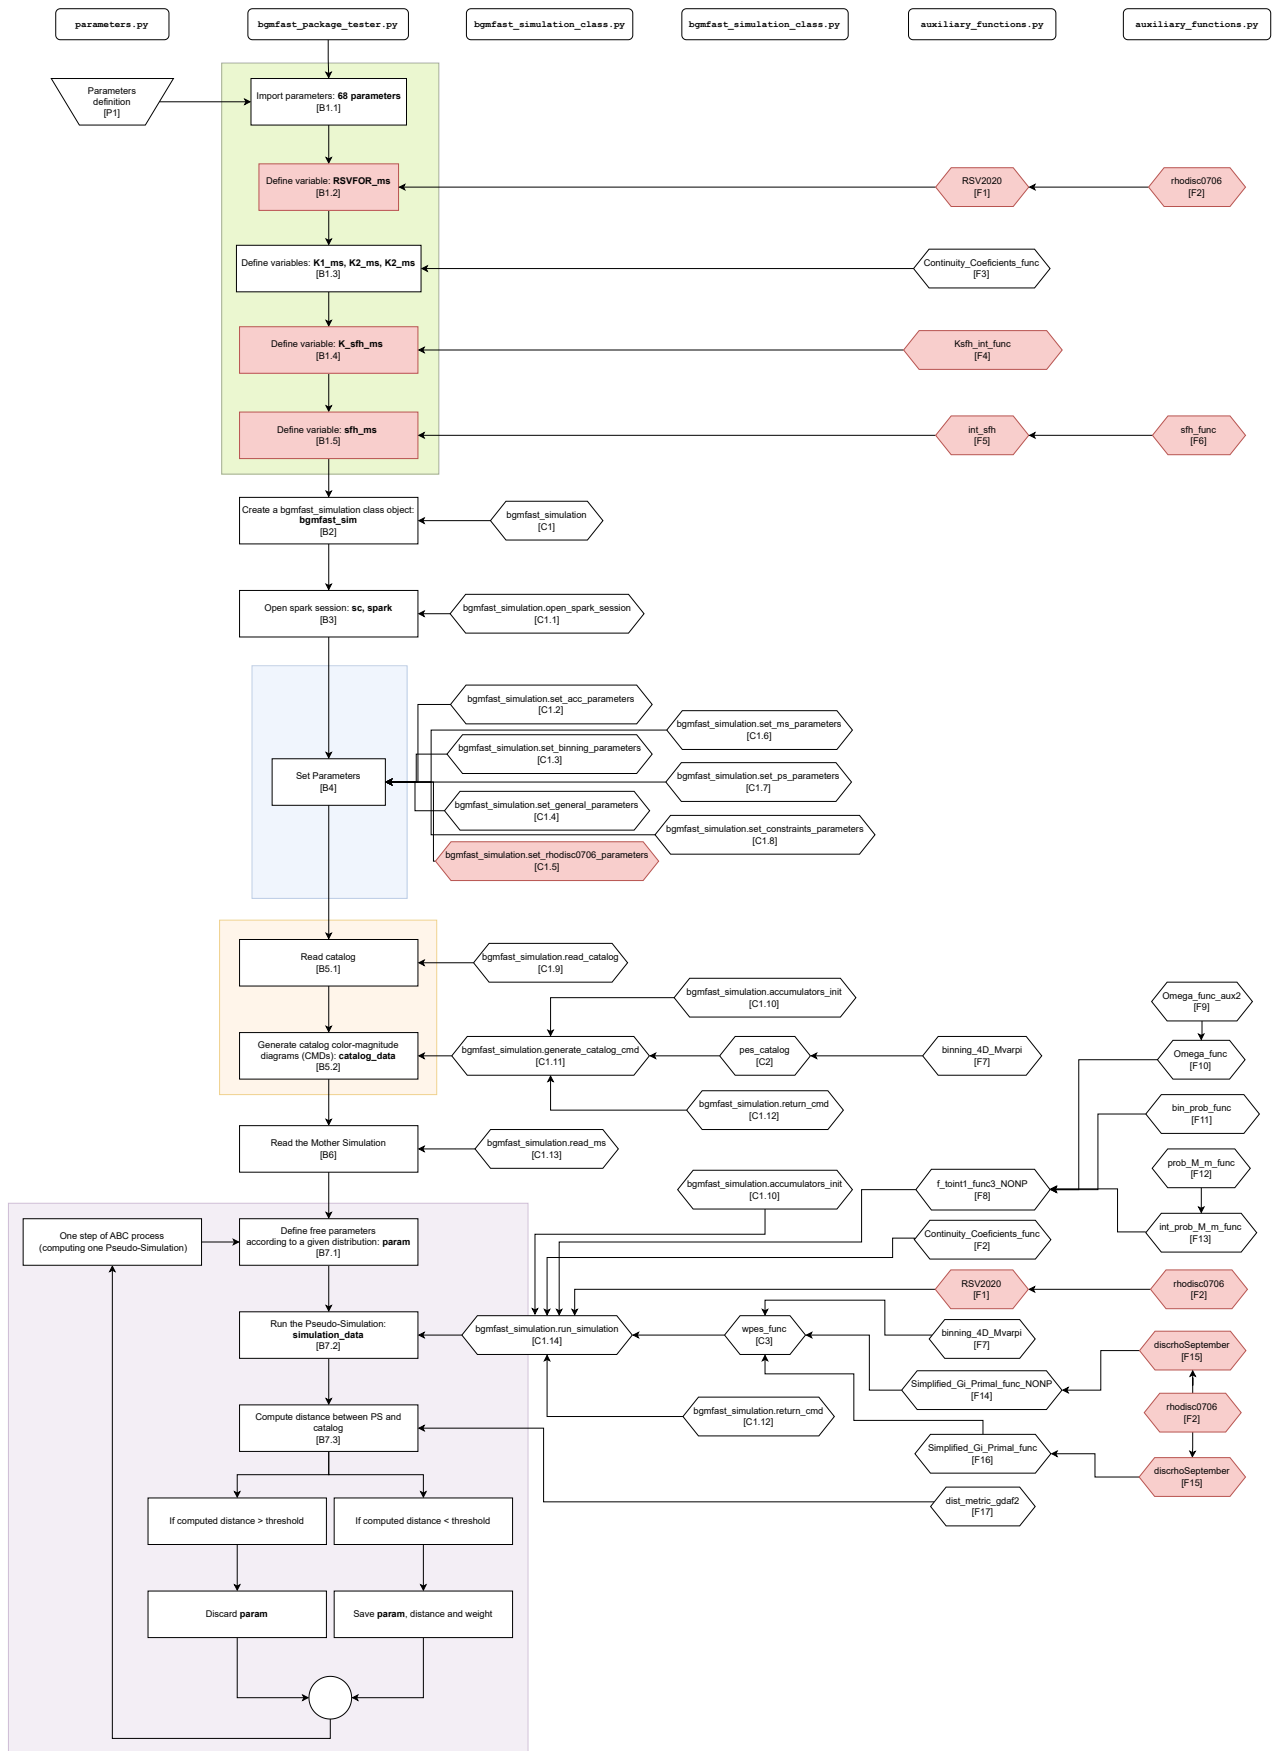 parameters.py
bgmfast_package_tester.py
bgmfast_simulation_class.py
bgmfast_simulation_class.py
auxiliary_functions.py
auxiliary_functions.py
Parameters
definition
[P1]
Import parameters: 68 parameters
[B1.1]
Define variable: RSVFOR_ms
[B1.2]
RSV2020
[F1]
rhodisc0706
[F2]
Define variables: K1_ms, K2_ms, K2_ms
[B1.3]
Continuity_Coeficients_func
[F3]
Define variable: K_sfh_ms
[B1.4]
Ksfh_int_func
[F4]
Define variable: sfh_ms
[B1.5]
int_sfh
[F5]
sfh_func
[F6]
Create a bgmfast_simulation class object:
bgmfast_sim
[B2]
bgmfast_simulation
[C1]
Open spark session: sc, spark
[B3]
bgmfast_simulation.open_spark_session
[C1.1]
Set Parameters
[B4]
bgmfast_simulation.set_acc_parameters
[C1.2]
bgmfast_simulation.set_ms_parameters
[C1.6]
bgmfast_simulation.set_binning_parameters
[C1.3]
bgmfast_simulation.set_ps_parameters
[C1.7]
bgmfast_simulation.set_general_parameters
[C1.4]
bgmfast_simulation.set_constraints_parameters
[C1.8]
bgmfast_simulation.set_rhodisc0706_parameters
[C1.5]
Read catalog
[B5.1]
bgmfast_simulation.read_catalog
[C1.9]
bgmfast_simulation.accumulators_init
[C1.10]
Omega_func_aux2
[F9]
Generate catalog color-magnitude
diagrams (CMDs): catalog_data
[B5.2]
bgmfast_simulation.generate_catalog_cmd
[C1.11]
pes_catalog
[C2]
binning_4D_Mvarpi
[F7]
Omega_func
[F10]
bgmfast_simulation.return_cmd
[C1.12]
bin_prob_func
[F11]
Read the Mother Simulation
[B6]
bgmfast_simulation.read_ms
[C1.13]
prob_M_m_func
[F12]
bgmfast_simulation.accumulators_init
[C1.10]
f_toint1_func3_NONP
[F8]
int_prob_M_m_func
[F13]
One step of ABC process
(computing one Pseudo-Simulation)
Define free parameters
according to a given distribution: param
[B7.1]
Continuity_Coeficients_func
[F2]
RSV2020
[F1]
rhodisc0706
[F2]
Run the Pseudo-Simulation:
simulation_data
[B7.2]
bgmfast_simulation.run_simulation
[C1.14]
wpes_func
[C3]
binning_4D_Mvarpi
[F7]
discrhoSeptember
[F15]
Simplified_Gi_Primal_func_NONP
[F14]
rhodisc0706
[F2]
Compute distance between PS and
catalog
[B7.3]
bgmfast_simulation.return_cmd
[C1.12]
Simplified_Gi_Primal_func
[F16]
discrhoSeptember
[F15]
dist_metric_gdaf2
[F17]
If computed distance > threshold
If computed distance < threshold
Discard param
Save param, distance and weight